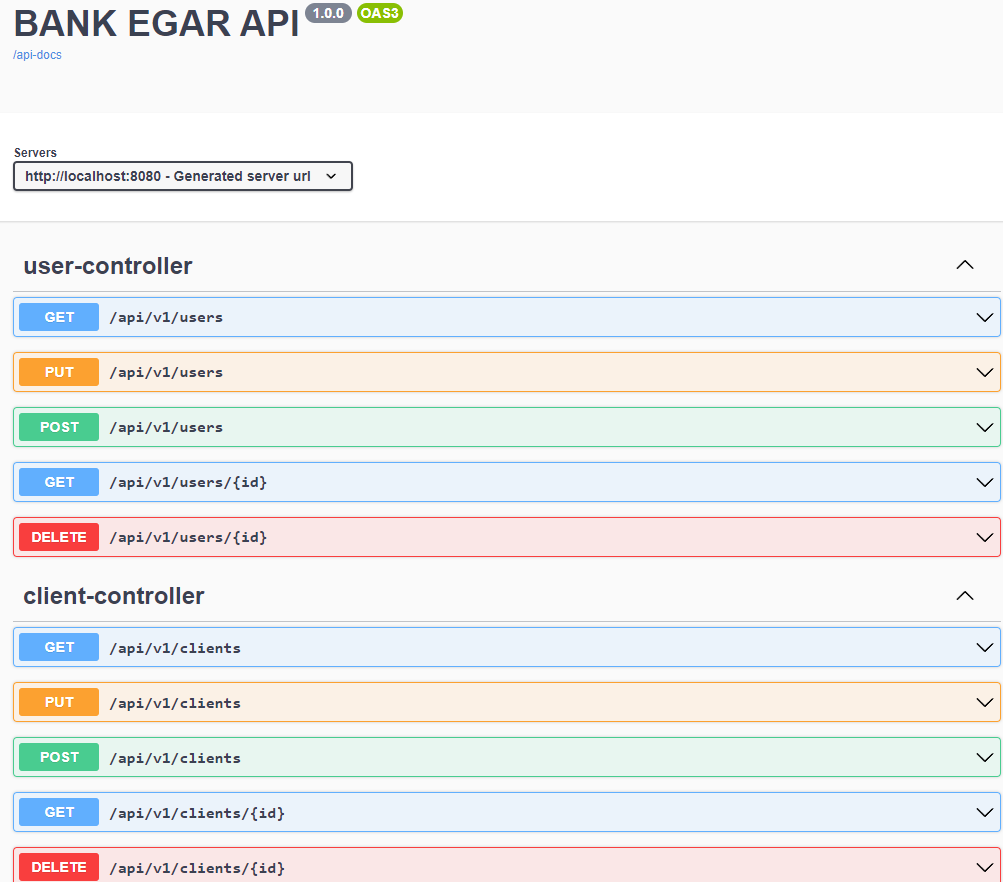 BANK EGAR API 1.0.0 OAS3
/api-docs
Servers
http://localhost:8080 - Generated server url
user-controller
GET /api/v1/users
PUT /api/v1/users
POST /api/v1/users
GET /api/v1/users/{id}
DELETE /api/v1/users/{id}
client-controller
GET /api/v1/clients
PUT /api/v1/clients
POST /api/v1/clients
GET /api/v1/clients/{id}
DELETE /api/v1/clients/{id}